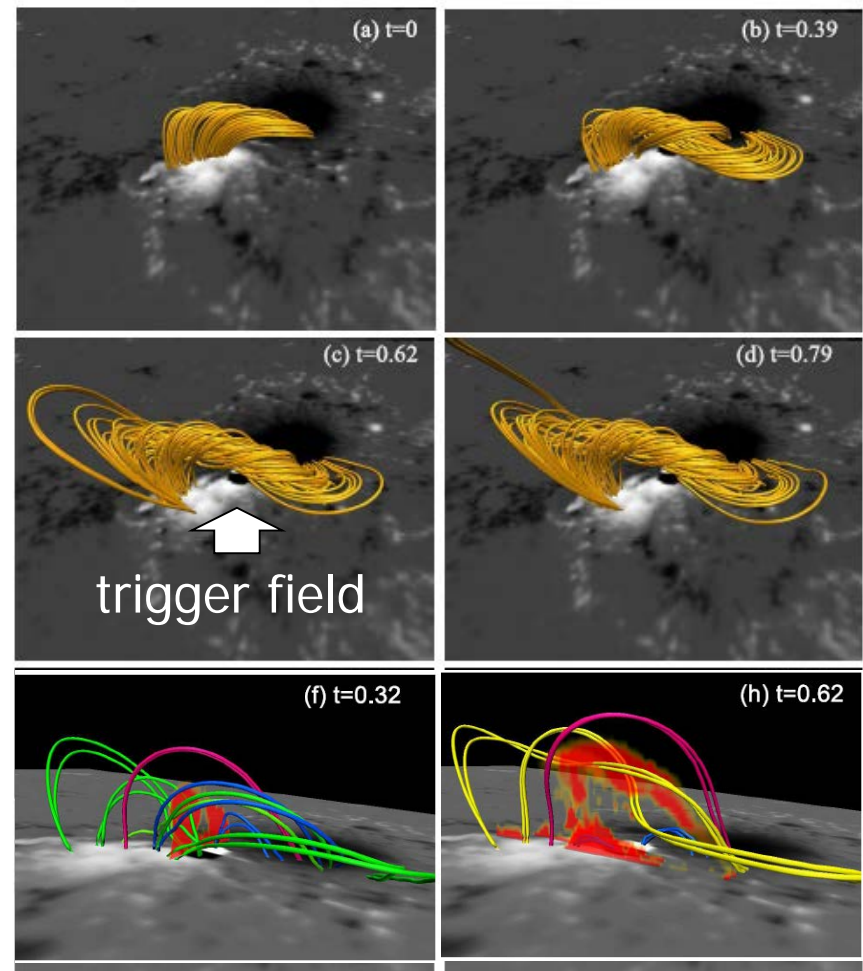 (a) t=0
(b) t=0.39
(c) t=0.62
(d) t=0.79
trigger field
(f) t=0.32
(h) t=0.62